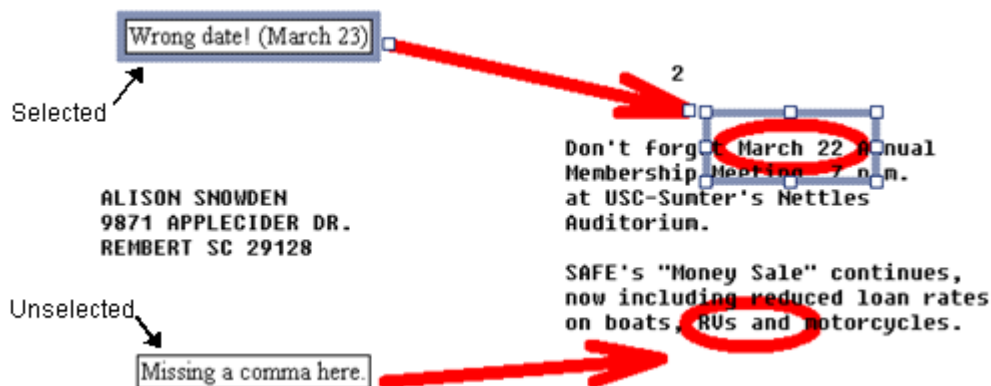 Wrong date! (March 23)
2
Selected
Don't forget March 22 Annual
Membership Meeting, 7 p.m.
at USC-Sumter's Nettles
Auditorium.
ALISON SNOWDEN
9871 APPLECIDER DR.
REMBERT SC 29128
SAFE's "Money Sale" continues,
now including reduced loan rates
on boats, RVs and motorcycles.
Unselected
Missing a comma here.